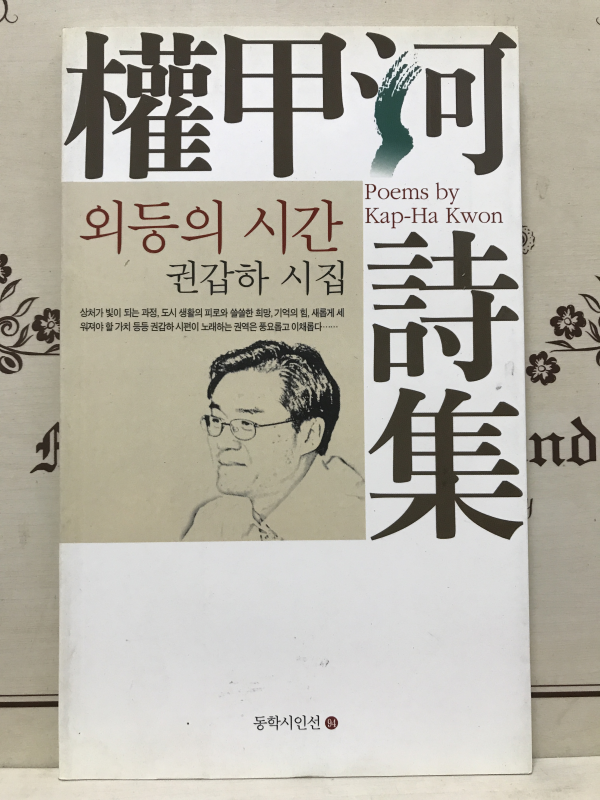 權甲河
Poems by
Kap-Ha Kwon
詩集
외등의 시간
권갑하 시집
상처가 빛이 되는 과정, 도시 생활의 피로와 쓸쓸한 희망, 기억의 힘, 새롭게 세
워져야 할 가치 등등 권갑하 시편이 노래하는 권역은 풍요롭고 이채롭다……
동학시인선 94
nd